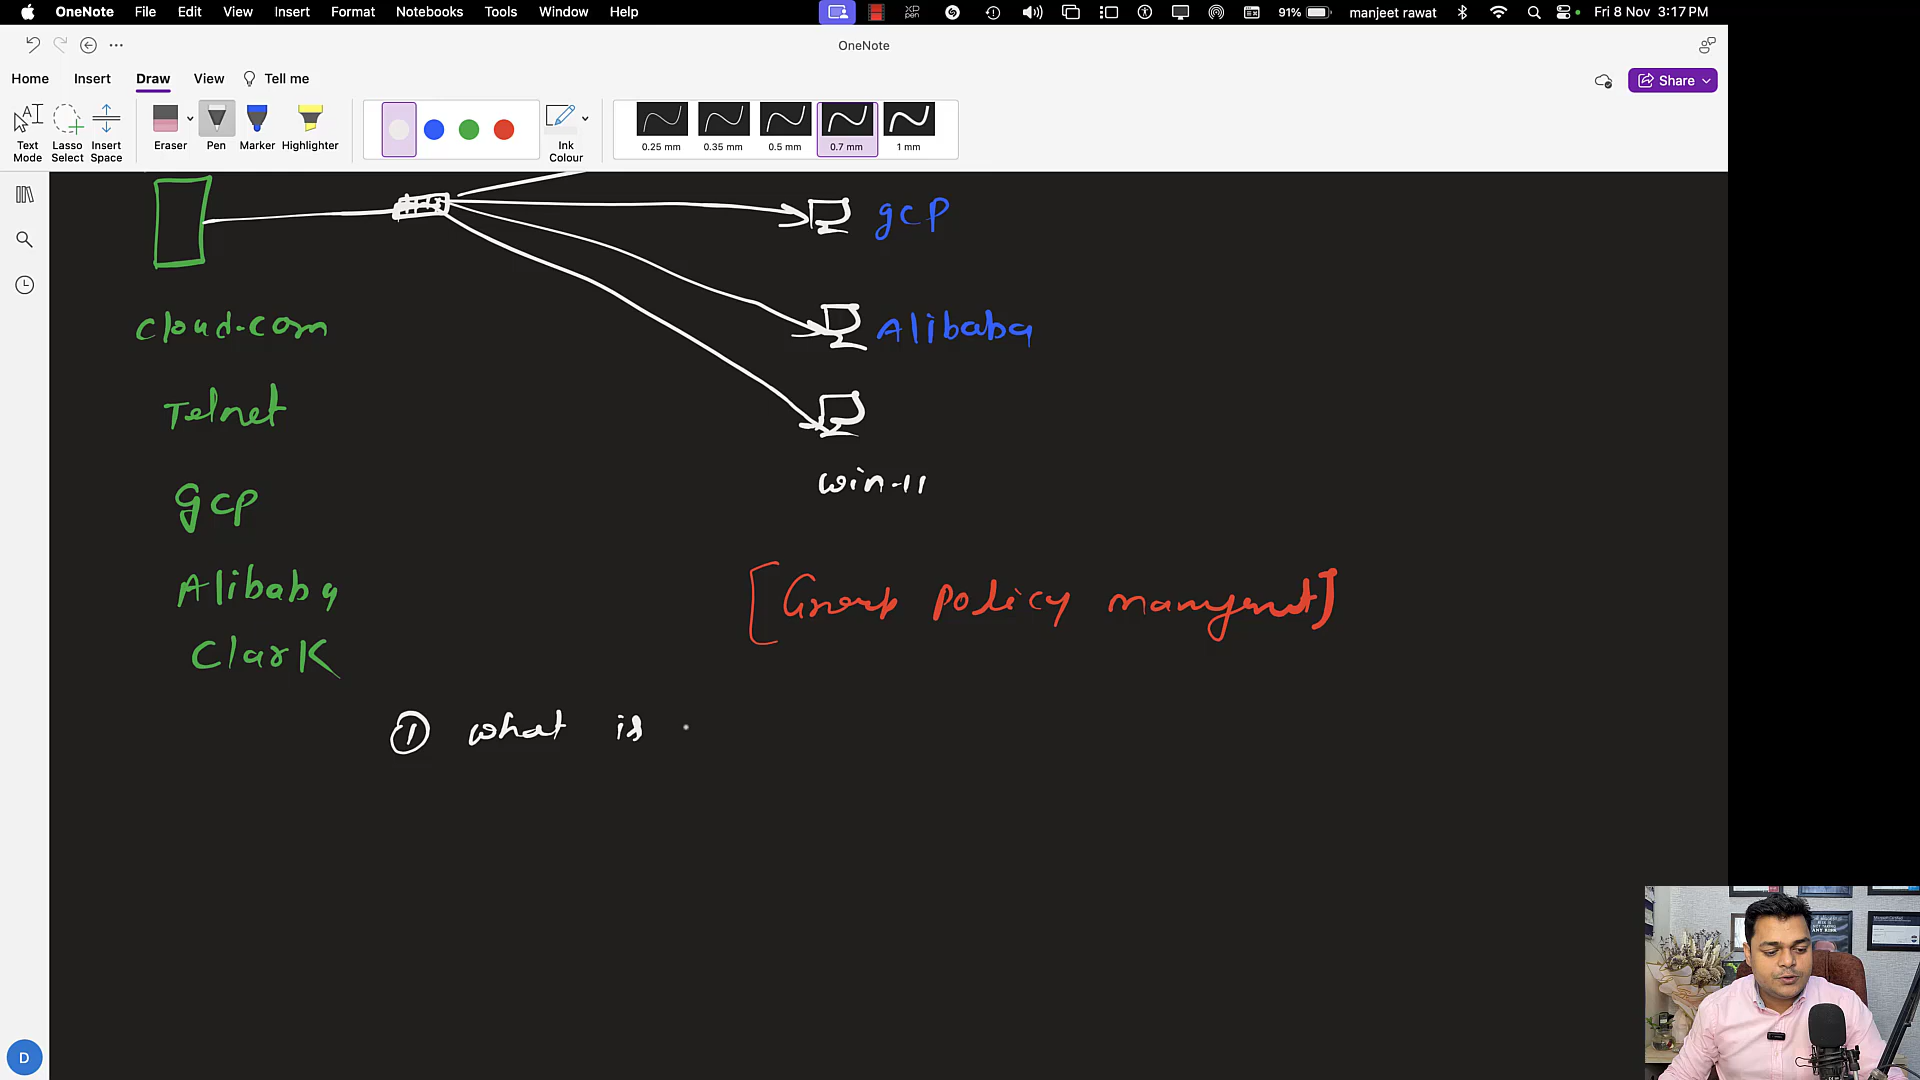 OneNote File Edit View Insert Format Notebooks Tools Window Help 91% manjeet rawat Fri 8 Nov 3:17 PM
OneNote
Home Insert Draw View Tell me Share
Text Mode Lasso Select Insert Space Eraser Pen Marker Highlighter Ink Colour 0.25 mm 0.35 mm 0.5 mm 0.7 mm 1 mm
gcp
cloud.com Alibaba
Telnet
win-11
gcp
Alibaba
Group policy management
Clark
① what is
D